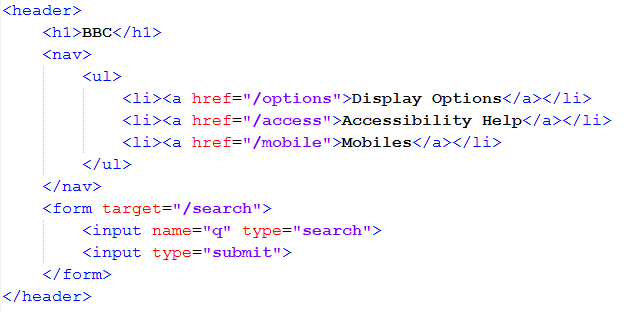 <header>
    <h1>BBC</h1>
    <nav>
        <ul>
            <li><a href="/options">Display Options</a></li>
            <li><a href="/access">Accessibility Help</a></li>
            <li><a href="/mobile">Mobiles</a></li>
        </ul>
    </nav>
    <form target="/search">
        <input name="q" type="search">
        <input type="submit">
    </form>
</header>